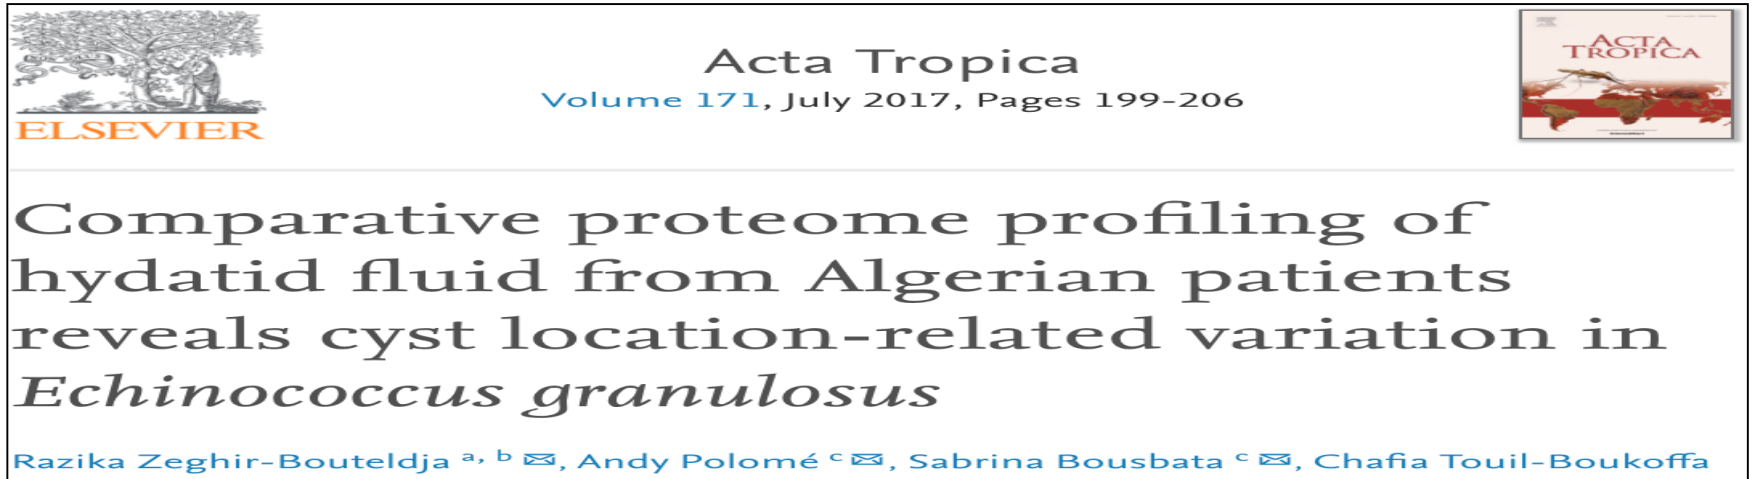 ELSEVIER
Acta Tropica
Volume 171, July 2017, Pages 199-206
ACTA
TROPICA
Comparative proteome profiling of
hydatid fluid from Algerian patients
reveals cyst location-related variation in
Echinococcus granulosus
Razika Zeghir-Bouteldja a, b, Andy Polomé c, Sabrina Bousbata c, Chafia Touil-Boukoffa